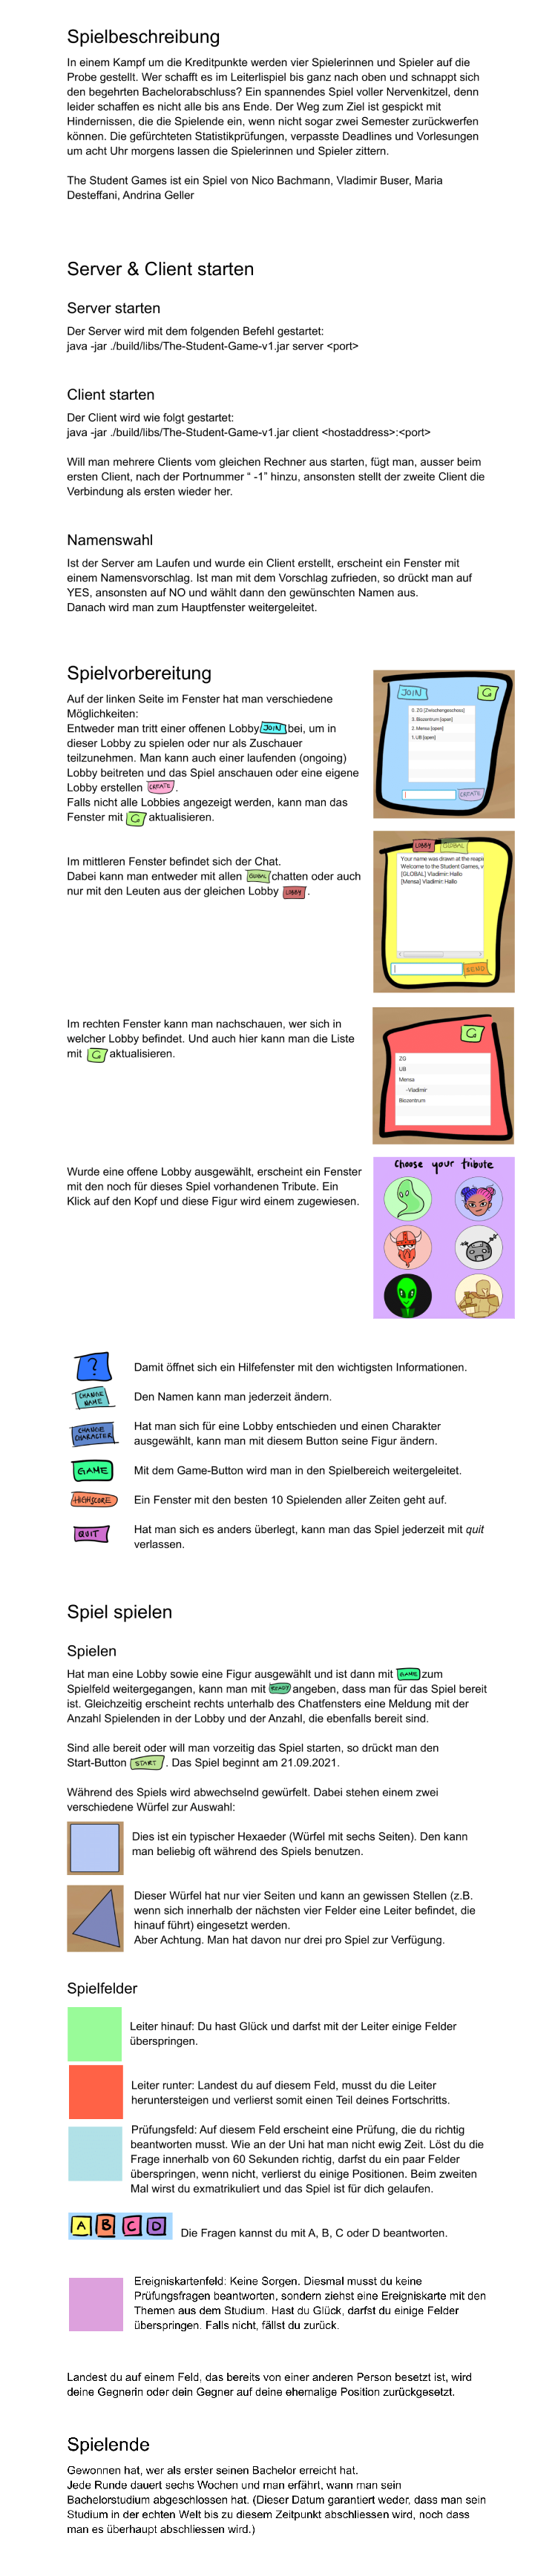 Spielbeschreibung
In einem Kampf um die Kreditpunkte werden vier Spielerinnen und Spieler auf die
Probe gestellt. Wer schafft es im Leiterlispiel bis ganz nach oben und schnappt sich
den begehrten Bachelorabschluss? Ein spannendes Spiel voller Nervenkitzel, denn
leider schaffen es nicht alle bis ans Ende. Der Weg zum Ziel ist gespickt mit
Hindernissen, die die Spielende ein, wenn nicht sogar zwei Semester zurückwerfen
können. Die gefürchteten Statistikprüfungen, verpasste Deadlines und Vorlesungen
um acht Uhr morgens lassen die Spielerinnen und Spieler zittern.
The Student Games ist ein Spiel von Nico Bachmann, Vladimir Buser, Maria
Desteffani, Andrina Geller
Server & Client starten
Server starten
Der Server wird mit dem folgenden Befehl gestartet:
java -jar ./build/libs/The-Student-Game-v1.jar server <port>
Client starten
Der Client wird wie folgt gestartet:
java -jar ./build/libs/The-Student-Game-v1.jar client <hostaddress>:<port>
Will man mehrere Clients vom gleichen Rechner aus starten, fügt man, ausser beim
ersten Client, nach der Portnummer “ -1” hinzu, ansonsten stellt der zweite Client die
Verbindung als ersten wieder her.
Namenswahl
Ist der Server am Laufen und wurde ein Client erstellt, erscheint ein Fenster mit
einem Namensvorschlag. Ist man mit dem Vorschlag zufrieden, so drückt man auf
YES, ansonsten auf NO und wählt dann den gewünschten Namen aus.
Danach wird man zum Hauptfenster weitergeleitet.
Spielvorbereitung
Auf der linken Seite im Fenster hat man verschiedene
Möglichkeiten:
Entweder man tritt einer offenen Lobby JOIN bei, um in
dieser Lobby zu spielen oder nur als Zuschauer
teilzunehmen. Man kann auch einer laufenden (ongoing)
Lobby beitreten und das Spiel anschauen oder eine eigene
Lobby erstellen CREATE.
Falls nicht alle Lobbies angezeigt werden, kann man das
Fenster mit aktualisieren.
JOIN
0. ZG [Zwischengeschoss]
3. Biozentrum [open]
2. Mensa [open]
1. UB [open]
CREATE
Im mittleren Fenster befindet sich der Chat.
Dabei kann man entweder mit allen GLOBAL chatten oder auch
nur mit den Leuten aus der gleichen Lobby LOBBY.
LOBBY GLOBAL
Your name was drawn at the reapi
Welcome to the Student Games, v
[GLOBAL] Vladimir: Hallo
[Mensa] Vladimir: Hallo
SEND
Im rechten Fenster kann man nachschauen, wer sich in
welcher Lobby befindet. Und auch hier kann man die Liste
mit aktualisieren.
ZG
UB
Mensa
-Vladimir
Biozentrum
Wurde eine offene Lobby ausgewählt, erscheint ein Fenster
mit den noch für dieses Spiel vorhandenen Tribute. Ein
Klick auf den Kopf und diese Figur wird einem zugewiesen.
choose your tribute
? Damit öffnet sich ein Hilfefenster mit den wichtigsten Informationen.
CHANGE NAME Den Namen kann man jederzeit ändern.
CHANGE CHARACTER Hat man sich für eine Lobby entschieden und einen Charakter
ausgewählt, kann man mit diesem Button seine Figur ändern.
GAME Mit dem Game-Button wird man in den Spielbereich weitergeleitet.
HIGHSCORE Ein Fenster mit den besten 10 Spielenden aller Zeiten geht auf.
QUIT Hat man sich es anders überlegt, kann man das Spiel jederzeit mit quit
verlassen.
Spiel spielen
Spielen
Hat man eine Lobby sowie eine Figur ausgewählt und ist dann mit GAME zum
Spielfeld weitergegangen, kann man mit READY angeben, dass man für das Spiel bereit
ist. Gleichzeitig erscheint rechts unterhalb des Chatfensters eine Meldung mit der
Anzahl Spielenden in der Lobby und der Anzahl, die ebenfalls bereit sind.
Sind alle bereit oder will man vorzeitig das Spiel starten, so drückt man den
Start-Button START. Das Spiel beginnt am 21.09.2021.
Während des Spiels wird abwechselnd gewürfelt. Dabei stehen einem zwei
verschiedene Würfel zur Auswahl:
Dies ist ein typischer Hexaeder (Würfel mit sechs Seiten). Den kann
man beliebig oft während des Spiels benutzen.
Dieser Würfel hat nur vier Seiten und kann an gewissen Stellen (z.B.
wenn sich innerhalb der nächsten vier Felder eine Leiter befindet, die
hinauf führt) eingesetzt werden.
Aber Achtung. Man hat davon nur drei pro Spiel zur Verfügung.
Spielfelder
Leiter hinauf: Du hast Glück und darfst mit der Leiter einige Felder
überspringen.
Leiter runter: Landest du auf diesem Feld, musst du die Leiter
heruntersteigen und verlierst somit einen Teil deines Fortschritts.
Prüfungsfeld: Auf diesem Feld erscheint eine Prüfung, die du richtig
beantworten musst. Wie an der Uni hat man nicht ewig Zeit. Löst du die
Frage innerhalb von 60 Sekunden richtig, darfst du ein paar Felder
überspringen, wenn nicht, verlierst du einige Positionen. Beim zweiten
Mal wirst du exmatrikuliert und das Spiel ist für dich gelaufen.
A B C D Die Fragen kannst du mit A, B, C oder D beantworten.
Ereigniskartenfeld: Keine Sorgen. Diesmal musst du keine
Prüfungsfragen beantworten, sondern ziehst eine Ereigniskarte mit den
Themen aus dem Studium. Hast du Glück, darfst du einige Felder
überspringen. Falls nicht, fällst du zurück.
Landest du auf einem Feld, das bereits von einer anderen Person besetzt ist, wird
deine Gegnerin oder dein Gegner auf deine ehemalige Position zurückgesetzt.
Spielende
Gewonnen hat, wer als erster seinen Bachelor erreicht hat.
Jede Runde dauert sechs Wochen und man erfährt, wann man sein
Bachelorstudium abgeschlossen hat. (Dieser Datum garantiert weder, dass man sein
Studium in der echten Welt bis zu diesem Zeitpunkt abschliessen wird, noch dass
man es überhaupt abschliessen wird.)